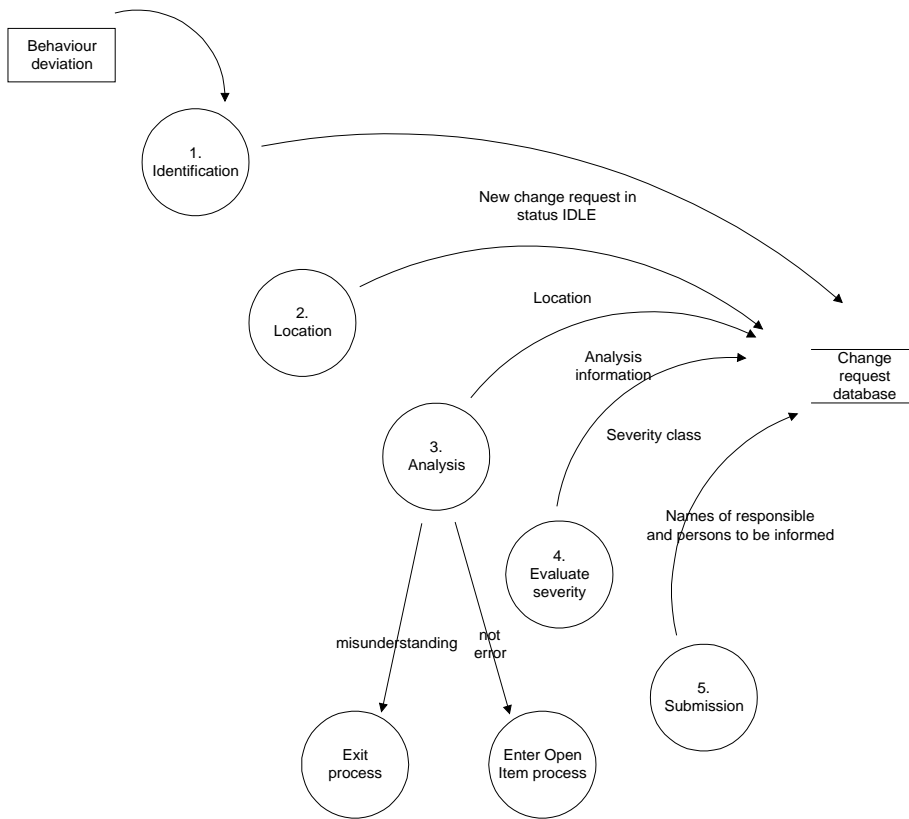 Behaviour
deviation
1.
Identification
New change request in
status IDLE
2.
Location
Location
Analysis
information
Change
request
database
3.
Analysis
Severity class
Names of responsible
and persons to be informed
4.
Evaluate
severity
misunderstanding
not
error
5.
Submission
Exit
process
Enter Open
Item process